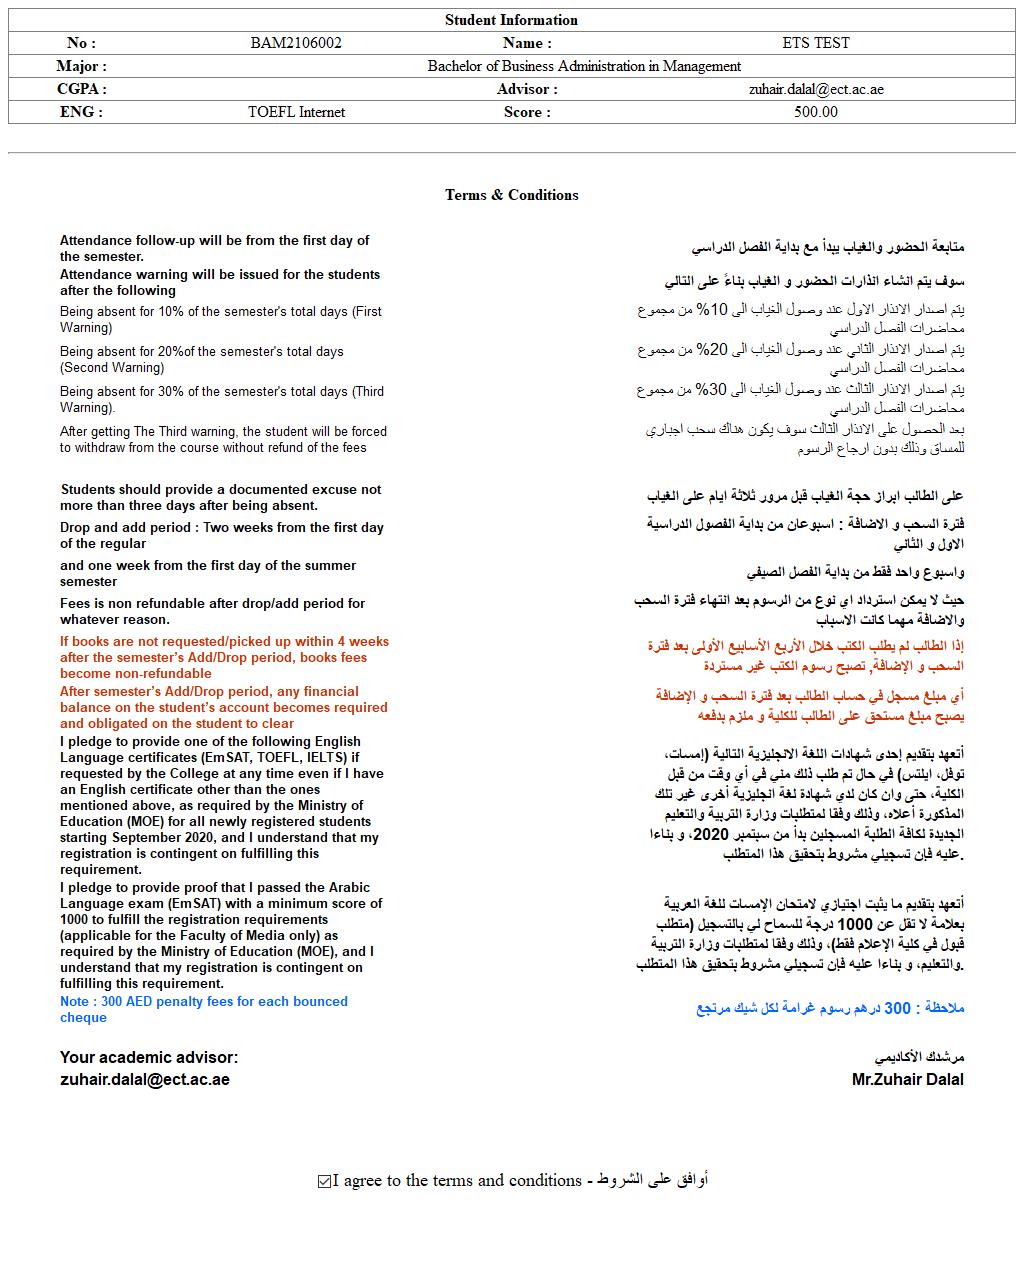 Student Information
No : BAM2106002 Name : ETS TEST
Major : Bachelor of Business Administration in Management
CGPA : Advisor : zuhair.dalal@ect.ac.ae
ENG : TOEFL Internet Score : 500.00
Terms & Conditions
Attendance follow-up will be from the first day of
the semester.
متابعة الحضور والغياب يبدأ مع بداية الفصل الدراسي
Attendance warning will be issued for the students
after the following
سوف يتم انشاء انذارات الحضور و الغياب بناءً على التالي
Being absent for 10% of the semester's total days (First
Warning)
يتم اصدار الانذار الاول عند وصول الغياب الى 10% من مجموع
محاضرات الفصل الدراسي
Being absent for 20%of the semester's total days
(Second Warning)
يتم اصدار الانذار الثاني عند وصول الغياب الى 20% من مجموع
محاضرات الفصل الدراسي
Being absent for 30% of the semester's total days (Third
Warning).
يتم اصدار الانذار الثالث عند وصول الغياب الى 30% من مجموع
محاضرات الفصل الدراسي
After getting The Third warning, the student will be forced
to withdraw from the course without refund of the fees
بعد الحصول على الانذار الثالث سوف يكون هناك سحب اجباري
للمساق وذلك بدون ارجاع الرسوم
Students should provide a documented excuse not
more than three days after being absent.
على الطالب ابراز حجة الغياب قبل مرور ثلاثة ايام على الغياب
Drop and add period : Two weeks from the first day
of the regular
فترة السحب و الاضافة : اسبوعان من بداية الفصول الدراسية
الاول و الثاني
and one week from the first day of the summer
semester
واسبوع واحد فقط من بداية الفصل الصيفي
Fees is non refundable after drop/add period for
whatever reason.
حيث لا يمكن استرداد اي نوع من الرسوم بعد انتهاء فترة السحب
والاضافة مهما كانت الاسباب
If books are not requested/picked up within 4 weeks
after the semester’s Add/Drop period, books fees
become non-refundable
إذا الطالب لم يطلب الكتب خلال الأربع الأسابيع الأولى بعد فترة
السحب و الإضافة, تصبح رسوم الكتب غير مستردة
After semester’s Add/Drop period, any financial
balance on the student’s account becomes required
and obligated on the student to clear
أي مبلغ مسجل في حساب الطالب بعد فترة السحب و الإضافة
يصبح مبلغ مستحق على الطالب للكلية و ملزم بدفعه
I pledge to provide one of the following English
Language certificates (EmSAT, TOEFL, IELTS) if
requested by the College at any time even if I have
an English certificate other than the ones
mentioned above, as required by the Ministry of
Education (MOE) for all newly registered students
starting September 2020, and I understand that my
registration is contingent on fulfilling this
requirement.
أتعهد بتقديم إحدى شهادات اللغة الانجليزية التالية (إمسات،
توفل، ايلتس) في حال تم طلب ذلك مني في أي وقت من قبل
الكلية، حتى وان كان لدي شهادة لغة انجليزية أخرى غير تلك
المذكورة أعلاه، وذلك وفقا لمتطلبات وزارة التربية والتعليم
الجديدة لكافة الطلبة المسجلين بدأ من سبتمبر 2020، و بناءا
.عليه فإن تسجيلي مشروط بتحقيق هذا المتطلب
I pledge to provide proof that I passed the Arabic
Language exam (EmSAT) with a minimum score of
1000 to fulfill the registration requirements
(applicable for the Faculty of Media only) as
required by the Ministry of Education (MOE), and I
understand that my registration is contingent on
fulfilling this requirement.
أتعهد بتقديم ما يثبت اجتيازي لامتحان الإمسات للغة العربية
بعلامة لا تقل عن 1000 درجة للسماح لي بالتسجيل (متطلب
قبول في كلية الإعلام فقط)، وذلك وفقا لمتطلبات وزارة التربية
.والتعليم، و بناءا عليه فإن تسجيلي مشروط بتحقيق هذا المتطلب
Note : 300 AED penalty fees for each bounced
cheque
ملاحظة : 300 درهم رسوم غرامة لكل شيك مرتجع
Your academic advisor: مرشدك الأكاديمي
zuhair.dalal@ect.ac.ae Mr.Zuhair Dalal
I agree to the terms and conditions - أوافق على الشروط